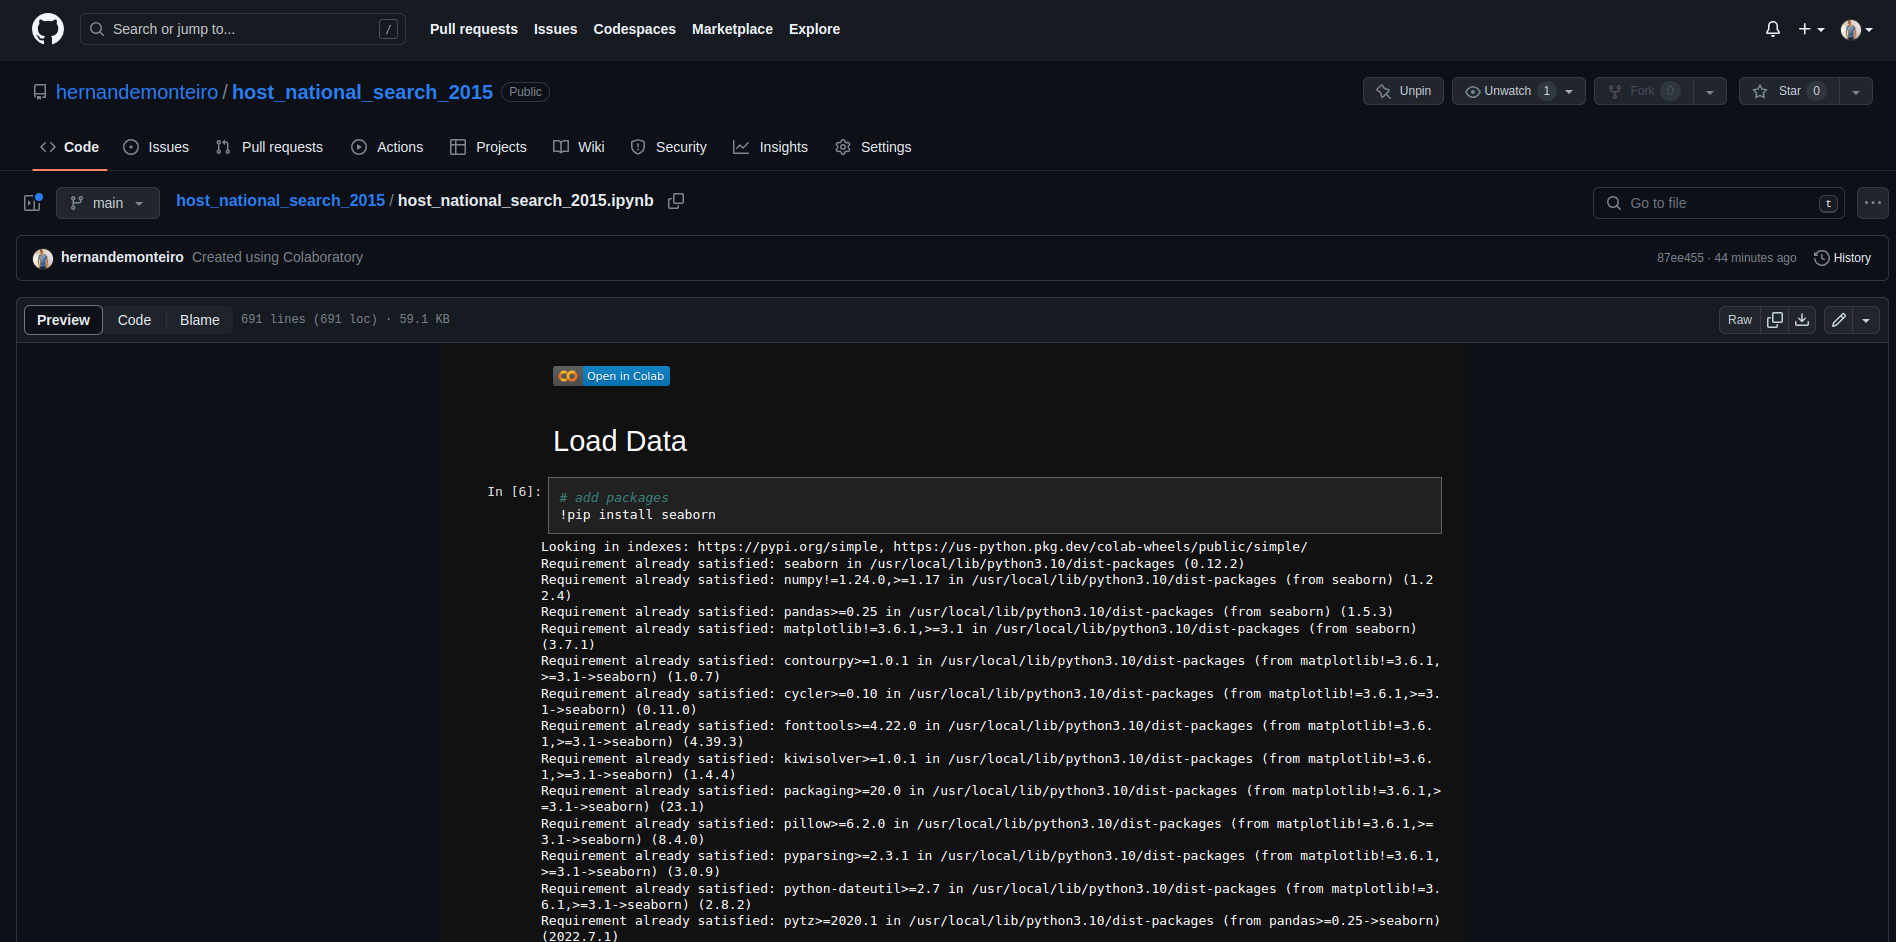 Search or jump to... /
Pull requests Issues Codespaces Marketplace Explore
hernandemonteiro / host_national_search_2015 Public
Unpin Unwatch 1 Fork 0 Star 0
Code Issues Pull requests Actions Projects Wiki Security Insights Settings
main host_national_search_2015 / host_national_search_2015.ipynb Go to file t
hernandemonteiro Created using Colaboratory 87ee455 · 44 minutes ago History
Preview Code Blame 691 lines (691 loc) · 59.1 KB Raw
Open in Colab
Load Data
In [6]:
# add packages
!pip install seaborn
Looking in indexes: https://pypi.org/simple, https://us-python.pkg.dev/colab-wheels/public/simple/
Requirement already satisfied: seaborn in /usr/local/lib/python3.10/dist-packages (0.12.2)
Requirement already satisfied: numpy!=1.24.0,>=1.17 in /usr/local/lib/python3.10/dist-packages (from seaborn) (1.2
2.4)
Requirement already satisfied: pandas>=0.25 in /usr/local/lib/python3.10/dist-packages (from seaborn) (1.5.3)
Requirement already satisfied: matplotlib!=3.6.1,>=3.1 in /usr/local/lib/python3.10/dist-packages (from seaborn)
(3.7.1)
Requirement already satisfied: contourpy>=1.0.1 in /usr/local/lib/python3.10/dist-packages (from matplotlib!=3.6.1,
>=3.1->seaborn) (1.0.7)
Requirement already satisfied: cycler>=0.10 in /usr/local/lib/python3.10/dist-packages (from matplotlib!=3.6.1,>=3.
1->seaborn) (0.11.0)
Requirement already satisfied: fonttools>=4.22.0 in /usr/local/lib/python3.10/dist-packages (from matplotlib!=3.6.
1,>=3.1->seaborn) (4.39.3)
Requirement already satisfied: kiwisolver>=1.0.1 in /usr/local/lib/python3.10/dist-packages (from matplotlib!=3.6.
1,>=3.1->seaborn) (1.4.4)
Requirement already satisfied: packaging>=20.0 in /usr/local/lib/python3.10/dist-packages (from matplotlib!=3.6.1,>
=3.1->seaborn) (23.1)
Requirement already satisfied: pillow>=6.2.0 in /usr/local/lib/python3.10/dist-packages (from matplotlib!=3.6.1,>=
3.1->seaborn) (8.4.0)
Requirement already satisfied: pyparsing>=2.3.1 in /usr/local/lib/python3.10/dist-packages (from matplotlib!=3.6.1,
>=3.1->seaborn) (3.0.9)
Requirement already satisfied: python-dateutil>=2.7 in /usr/local/lib/python3.10/dist-packages (from matplotlib!=3.
6.1,>=3.1->seaborn) (2.8.2)
Requirement already satisfied: pytz>=2020.1 in /usr/local/lib/python3.10/dist-packages (from pandas>=0.25->seaborn)
(2022.7.1)